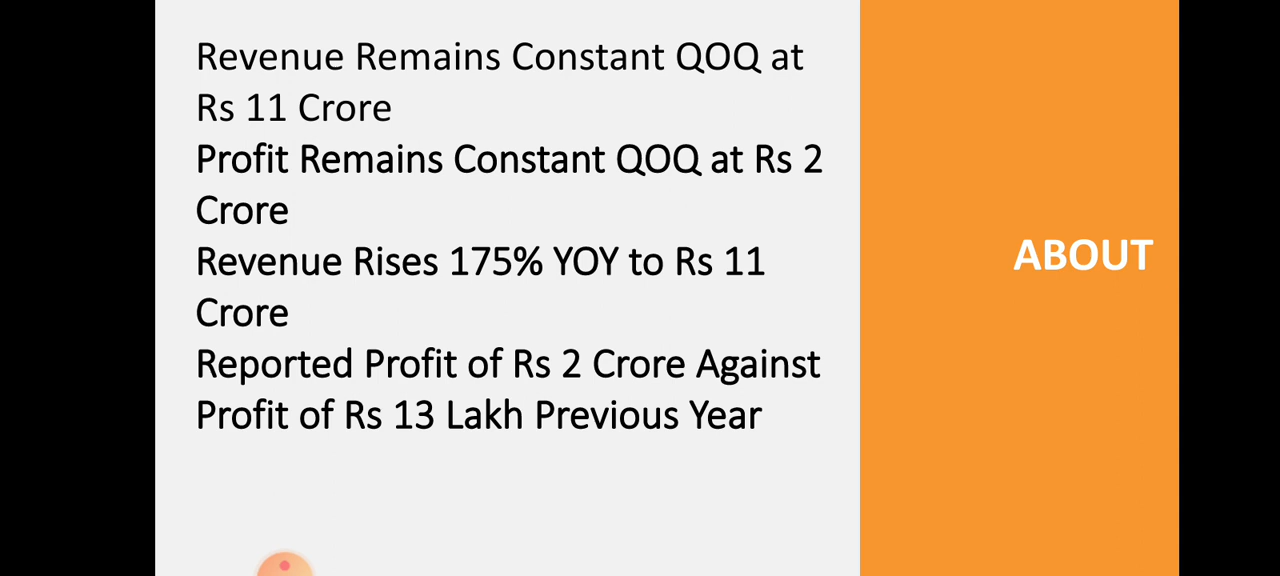 Revenue Remains Constant QOQ at
Rs 11 Crore
Profit Remains Constant QOQ at Rs 2
Crore
Revenue Rises 175% YOY to Rs 11
Crore
Reported Profit of Rs 2 Crore Against
Profit of Rs 13 Lakh Previous Year
ABOUT